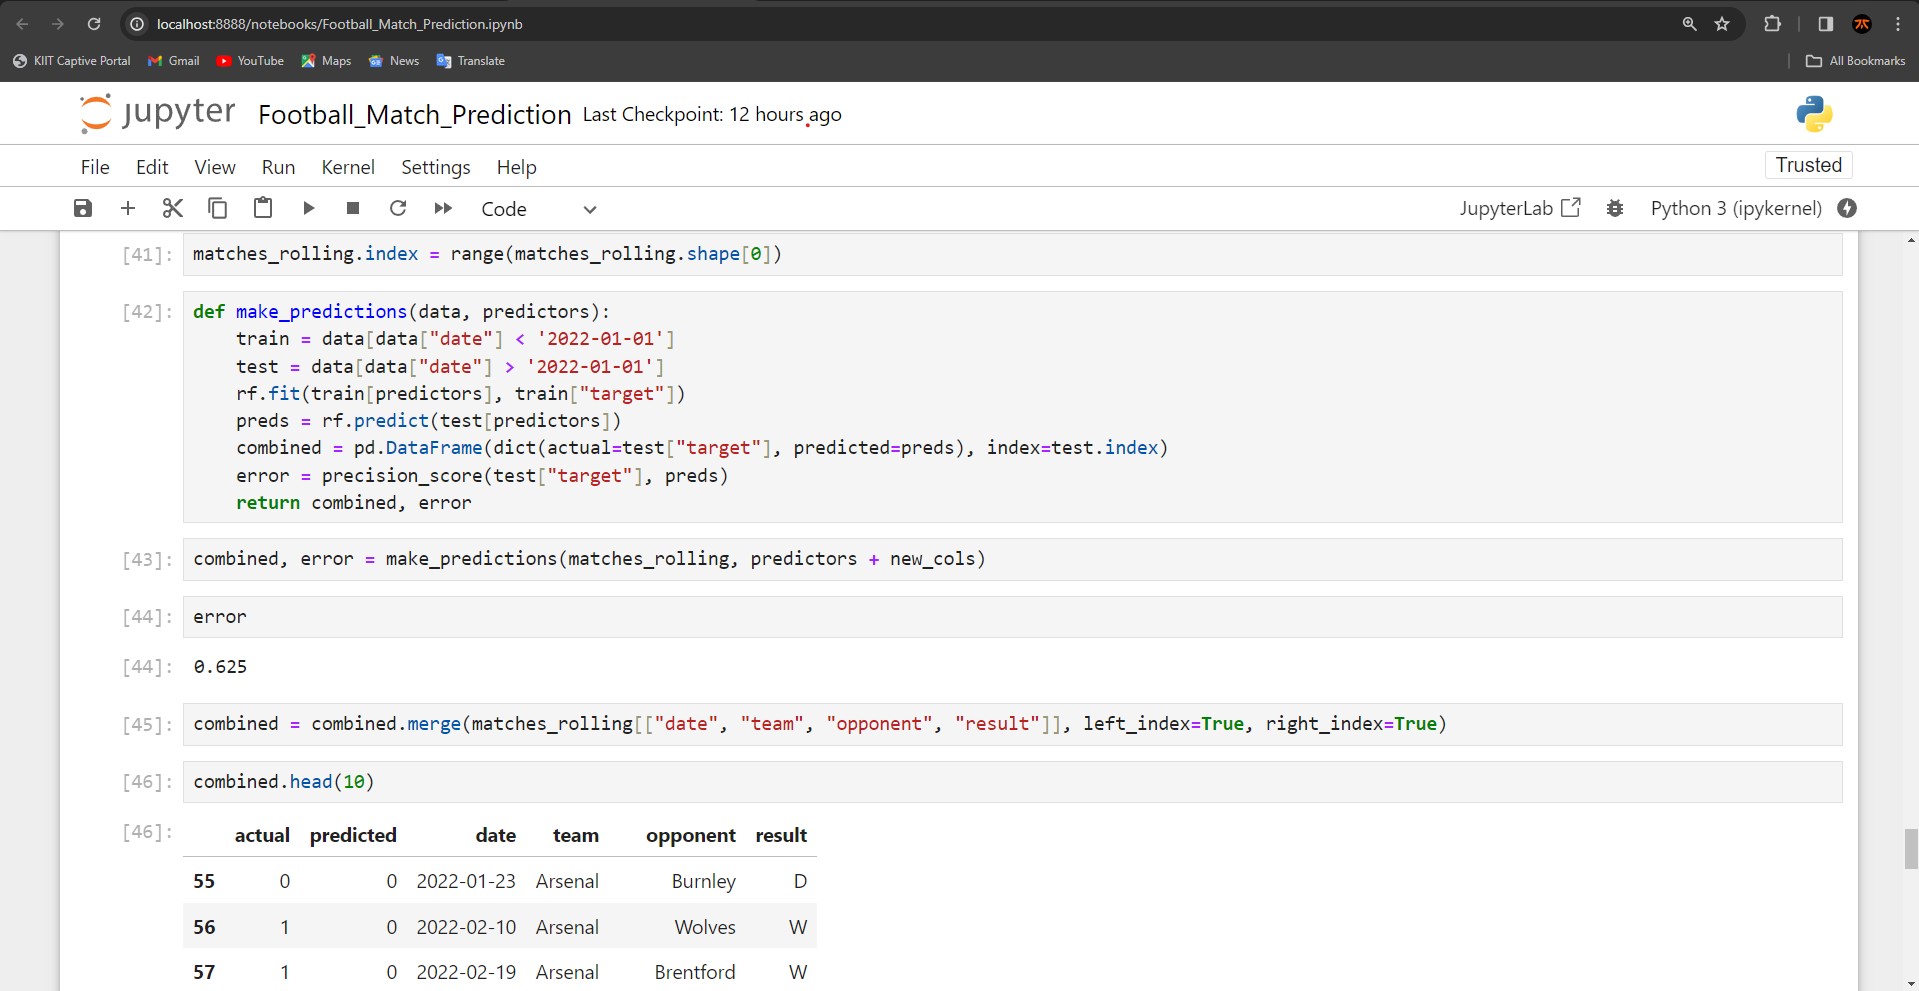 localhost:8888/notebooks/Football_Match_Prediction.ipynb
KIIT Captive Portal Gmail YouTube Maps News Translate All Bookmarks
jupyter Football_Match_Prediction Last Checkpoint: 12 hours ago
File Edit View Run Kernel Settings Help Trusted
Code JupyterLab Python 3 (ipykernel)
[41]: matches_rolling.index = range(matches_rolling.shape[0])
[42]: def make_predictions(data, predictors):
    train = data[data["date"] < '2022-01-01']
    test = data[data["date"] > '2022-01-01']
    rf.fit(train[predictors], train["target"])
    preds = rf.predict(test[predictors])
    combined = pd.DataFrame(dict(actual=test["target"], predicted=preds), index=test.index)
    error = precision_score(test["target"], preds)
    return combined, error
[43]: combined, error = make_predictions(matches_rolling, predictors + new_cols)
[44]: error
[44]: 0.625
[45]: combined = combined.merge(matches_rolling[["date", "team", "opponent", "result"]], left_index=True, right_index=True)
[46]: combined.head(10)
[46]: actual predicted date team opponent result
55 0 0 2022-01-23 Arsenal Burnley D
56 1 0 2022-02-10 Arsenal Wolves W
57 1 0 2022-02-19 Arsenal Brentford W